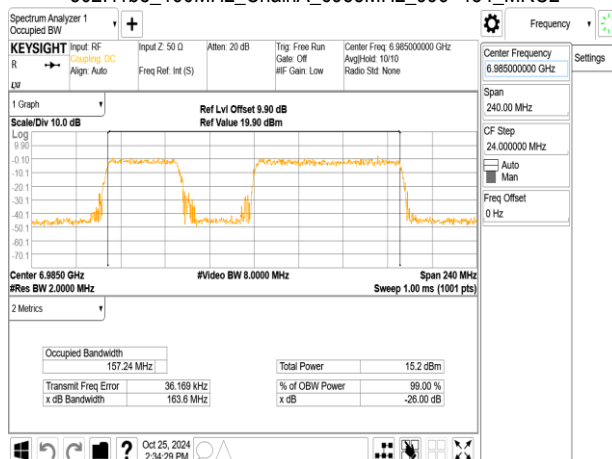 Spectrum Analyzer 1
Occupied BW
KEYSIGHT
R
Input: RF
Coupling: DC
Align: Auto
Input Z: 50 Ω
Freq Ref: Int (S)
Atten: 20 dB
Trig: Free Run
Gate: Off
#IF Gain: Low
Center Freq: 6.985000000 GHz
Avg|Hold: 10/10
Radio Std: None
1 Graph
Scale/Div 10.0 dB
Ref Lvl Offset 9.90 dB
Ref Value 19.90 dBm
Log
9.90
-0.10
-10.1
-20.1
-30.1
-40.1
-50.1
-60.1
-70.1
Center 6.9850 GHz
#Video BW 8.0000 MHz
Span 240 MHz
#Res BW 2.0000 MHz
Sweep 1.00 ms (1001 pts)
2 Metrics
Occupied Bandwidth
157.24 MHz
Total Power 15.2 dBm
Transmit Freq Error 36.169 kHz
% of OBW Power 99.00 %
x dB Bandwidth 163.6 MHz
x dB -26.00 dB
Oct 25, 2024
2:34:29 PM
Frequency
Settings
Center Frequency
6.985000000 GHz
Span
240.00 MHz
CF Step
24.000000 MHz
Auto
Man
Freq Offset
0 Hz